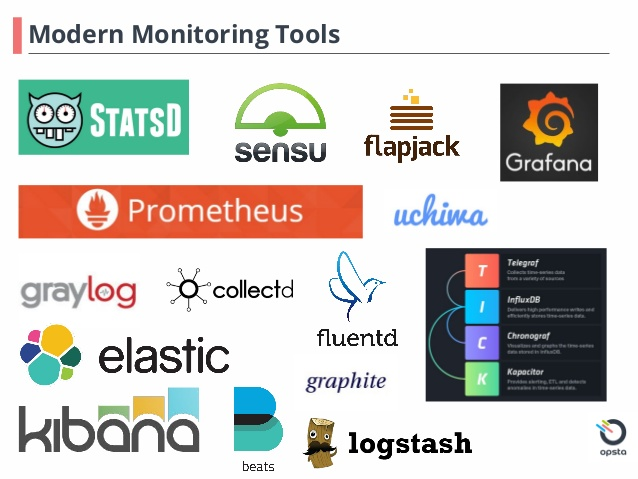 Modern Monitoring Tools
STATSD
sensu
flapjack
Grafana
Prometheus
uchiwa
graylog
collectd
fluentd
T
Telegraf
Collects time-series data
from a variety of sources.
I
InfluxDB
Delivers high performance writes and
efficiently stores time-series data.
C
Chronograf
Visualizes and graphs the time-series
data stored in InfluxDB.
K
Kapacitor
Provides alerting, ETL and detects
anomalies in time-series data.
elastic
graphite
kibana
beats
logstash
opsta